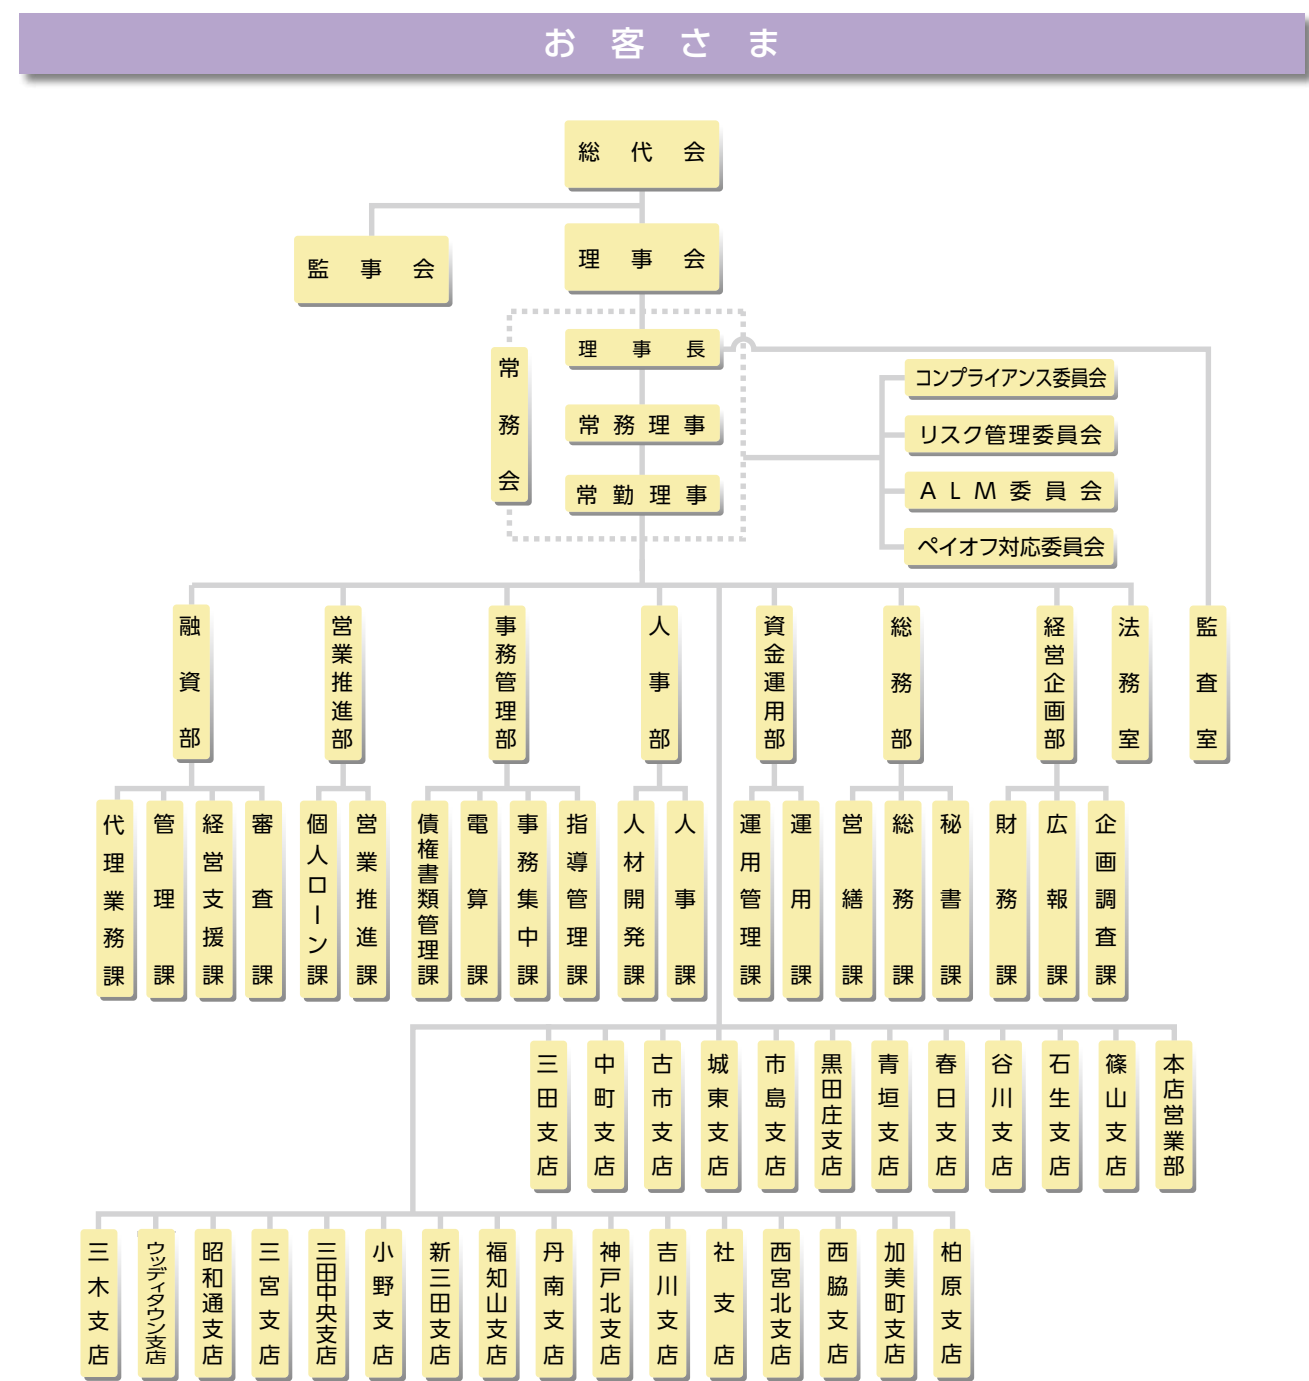 お客さま
総代会
監事会
理事会
常務会
理事長
常務理事
常勤理事
コンプライアンス委員会
リスク管理委員会
ALM委員会
ペイオフ対応委員会
融資部
営業推進部
事務管理部
人事部
資金運用部
総務部
経営企画部
法務室
監査室
代理業務課
管理課
経営支援課
審査課
個人ローン課
営業推進課
債権書類管理課
電算課
事務集中課
指導管理課
人材開発課
人事課
運用管理課
運用課
営繕課
総務課
秘書課
財務課
広報課
企画調査課
三田支店
中町支店
古市支店
城東支店
市島支店
黒田庄支店
青垣支店
春日支店
谷川支店
石生支店
篠山支店
本店営業部
三木支店
ウッディタウン支店
昭和通支店
三宮支店
三田中央支店
小野支店
新三田支店
福知山支店
丹南支店
神戸北支店
吉川支店
社支店
西宮北支店
西脇支店
加美町支店
柏原支店